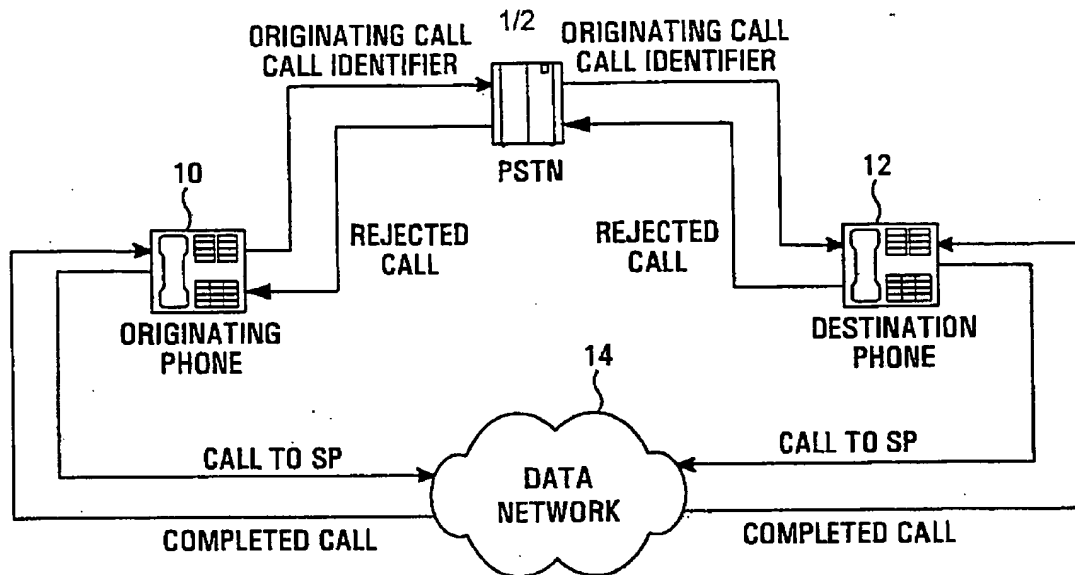 1/2
ORIGINATING CALL
CALL IDENTIFIER
ORIGINATING CALL
CALL IDENTIFIER
PSTN
10
12
REJECTED
CALL
REJECTED
CALL
ORIGINATING
PHONE
DESTINATION
PHONE
14
CALL TO SP
CALL TO SP
DATA
NETWORK
COMPLETED CALL
COMPLETED CALL